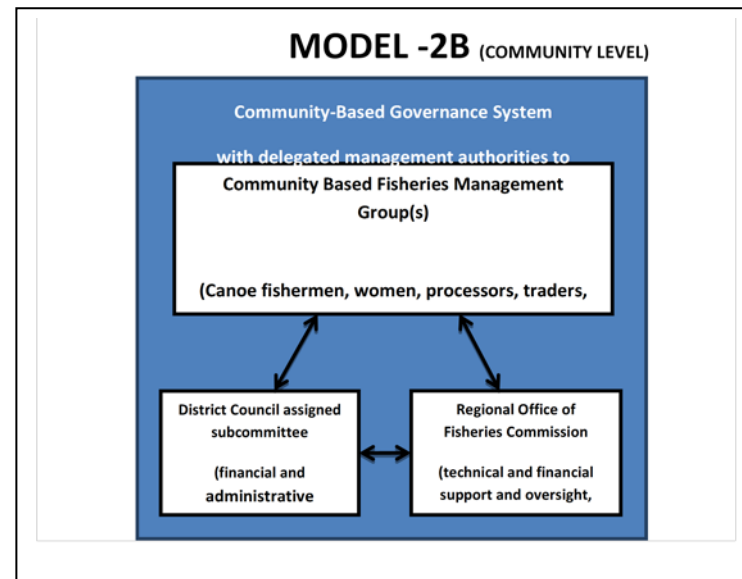 MODEL -2B (COMMUNITY LEVEL)
Community-Based Governance System
with delegated management authorities to
Community Based Fisheries Management
Group(s)
(Canoe fishermen, women, processors, traders,
District Council assigned
subcommittee
(financial and
administrative
Regional Office of
Fisheries Commission
(technical and financial
support and oversight,